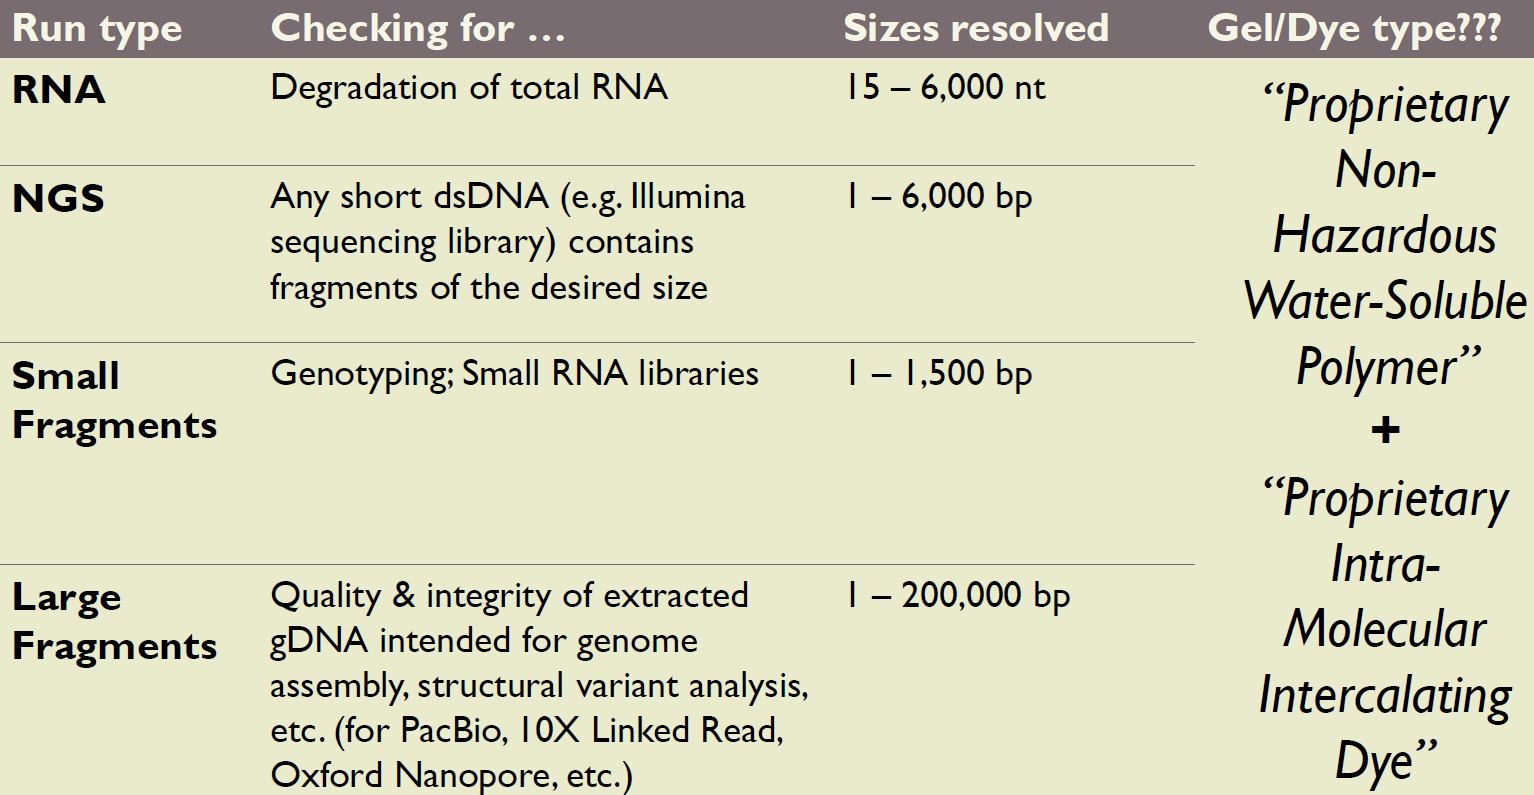 Run type Checking for … Sizes resolved Gel/Dye type???
RNA Degradation of total RNA 15 – 6,000 nt
NGS Any short dsDNA (e.g. Illumina 1 – 6,000 bp
sequencing library) contains
fragments of the desired size
Small Genotyping; Small RNA libraries 1 – 1,500 bp
Fragments
Large Quality & integrity of extracted 1 – 200,000 bp
Fragments gDNA intended for genome
assembly, structural variant analysis,
etc. (for PacBio, 10X Linked Read,
Oxford Nanopore, etc.)
“Proprietary
Non-
Hazardous
Water-Soluble
Polymer”
+
“Proprietary
Intra-
Molecular
Intercalating
Dye”